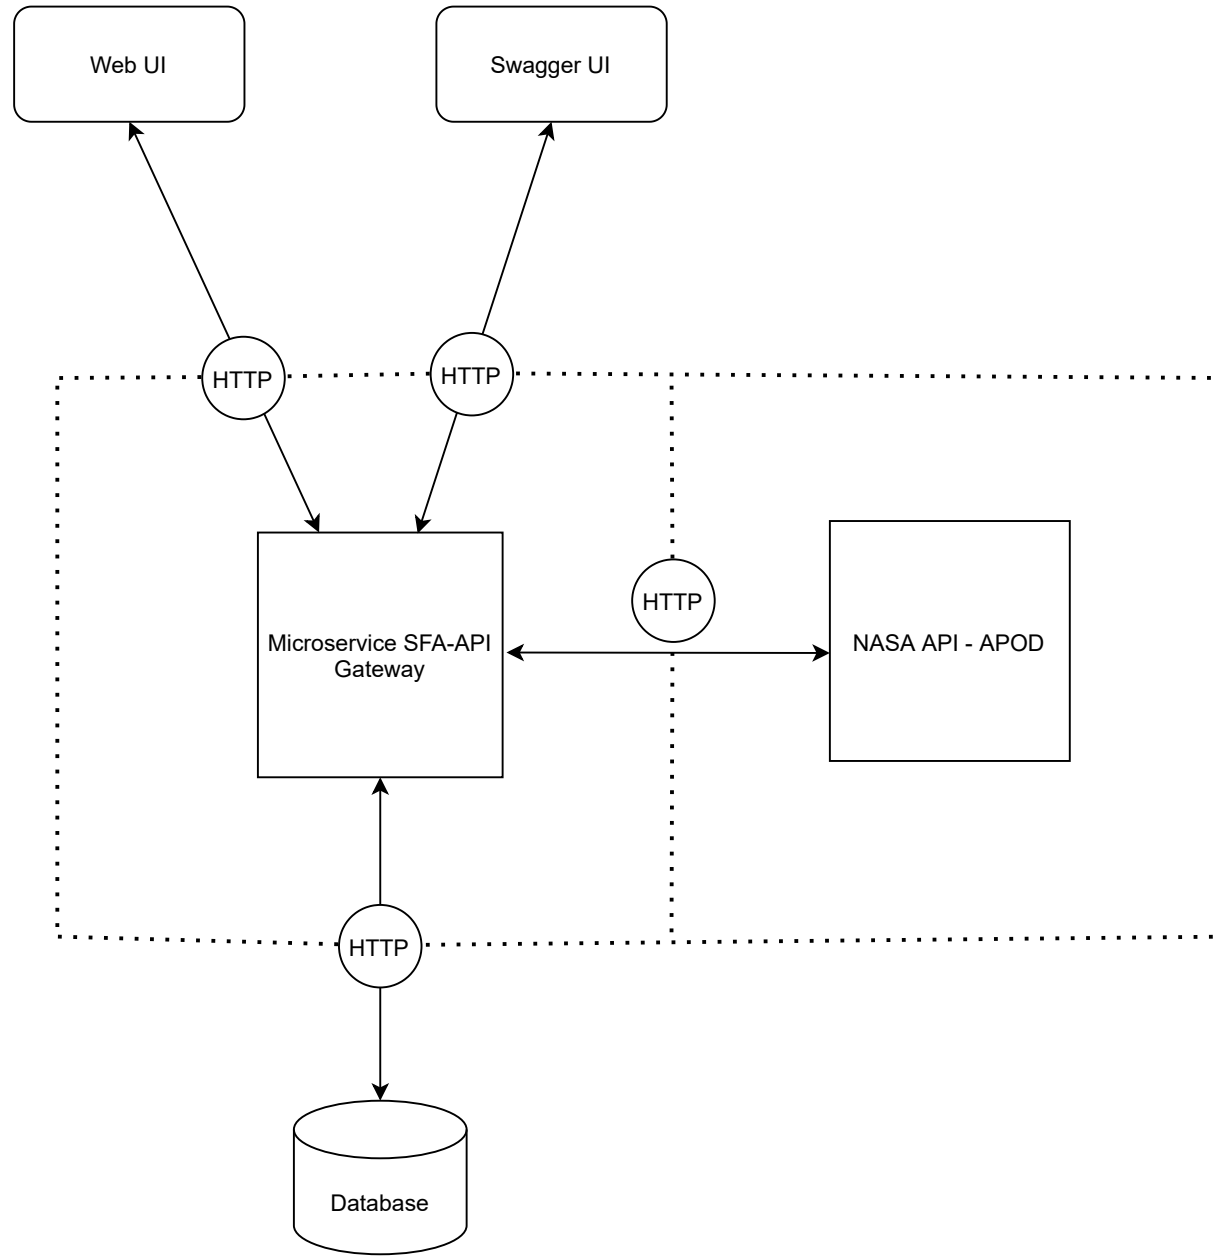 Web UI
Swagger UI
HTTP
HTTP
HTTP
Microservice SFA-API
Gateway
NASA API - APOD
HTTP
Database